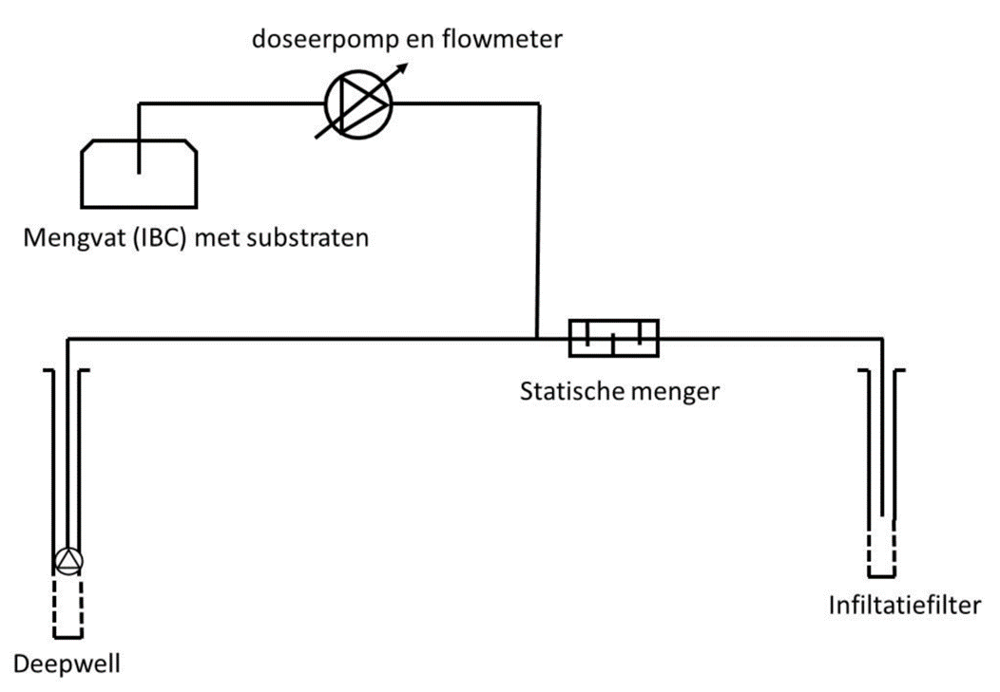 doseerpomp en flowmeter
Mengvat (IBC) met substraten
Statische menger
Infiltatiefilter
Deepwell